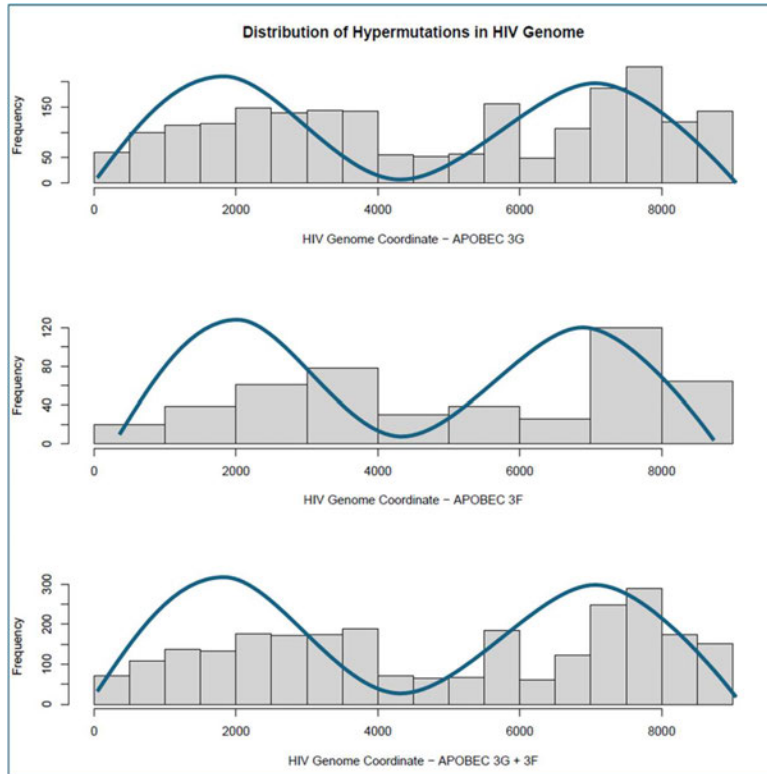 Distribution of Hypermutations in HIV Genome
Frequency
150
50
0
0 2000 4000 6000 8000
HIV Genome Coordinate − APOBEC 3G
Frequency
120
80
40
0
0 2000 4000 6000 8000
HIV Genome Coordinate − APOBEC 3F
Frequency
300
200
100
0
0 2000 4000 6000 8000
HIV Genome Coordinate − APOBEC 3G + 3F